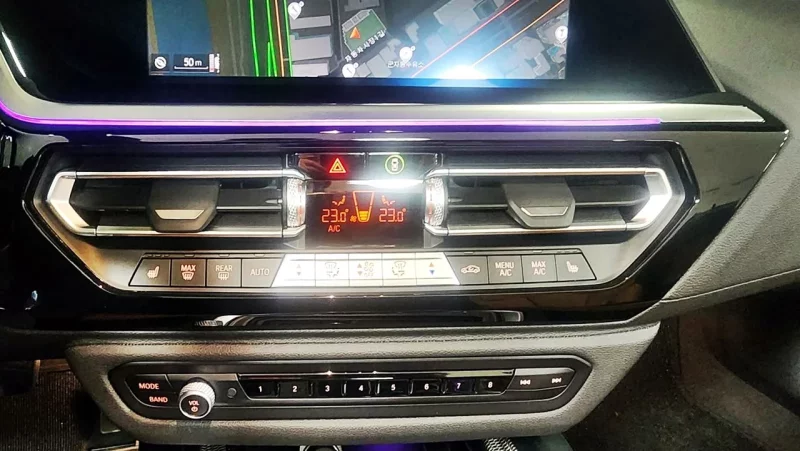 50 m
23.0 23.0
A/C
MAX
REAR
AUTO
MENU
A/C
MAX
A/C
MODE
BAND
VOL
1 2 3 4 5 6 7 8